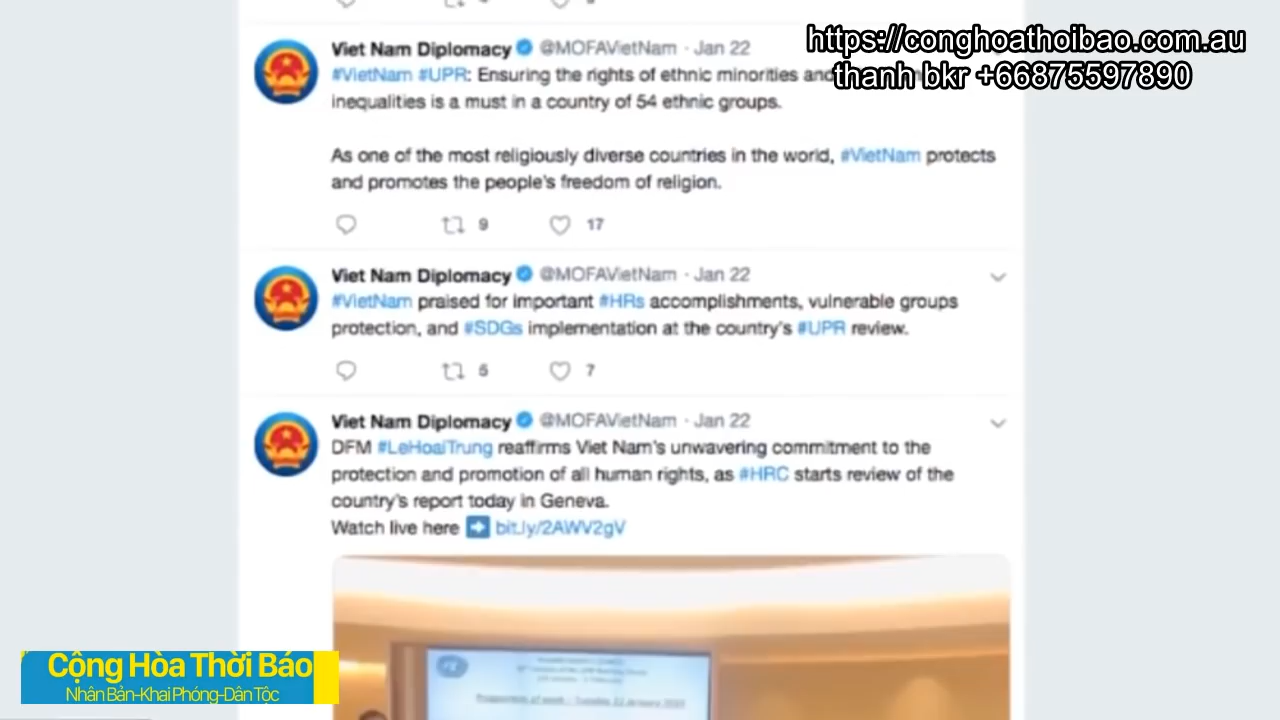 https://conghoathoibao.com.au
thanh bkr +66875597890
Viet Nam Diplomacy @MOFAVietNam · Jan 22
#VietNam #UPR: Ensuring the rights of ethnic minorities and
inequalities is a must in a country of 54 ethnic groups.
As one of the most religiously diverse countries in the world, #VietNam protects
and promotes the people's freedom of religion.
9 17
Viet Nam Diplomacy @MOFAVietNam · Jan 22
#VietNam praised for important #HRs accomplishments, vulnerable groups
protection, and #SDGs implementation at the country's #UPR review.
5 7
Viet Nam Diplomacy @MOFAVietNam · Jan 22
DFM #LeHoaiTrung reaffirms Viet Nam's unwavering commitment to the
protection and promotion of all human rights, as #HRC starts review of the
country's report today in Geneva.
Watch live here ➡ bit.ly/2AWV2gV
Cộng Hòa Thời Báo
Nhân Bản-Khai Phóng-Dân Tộc